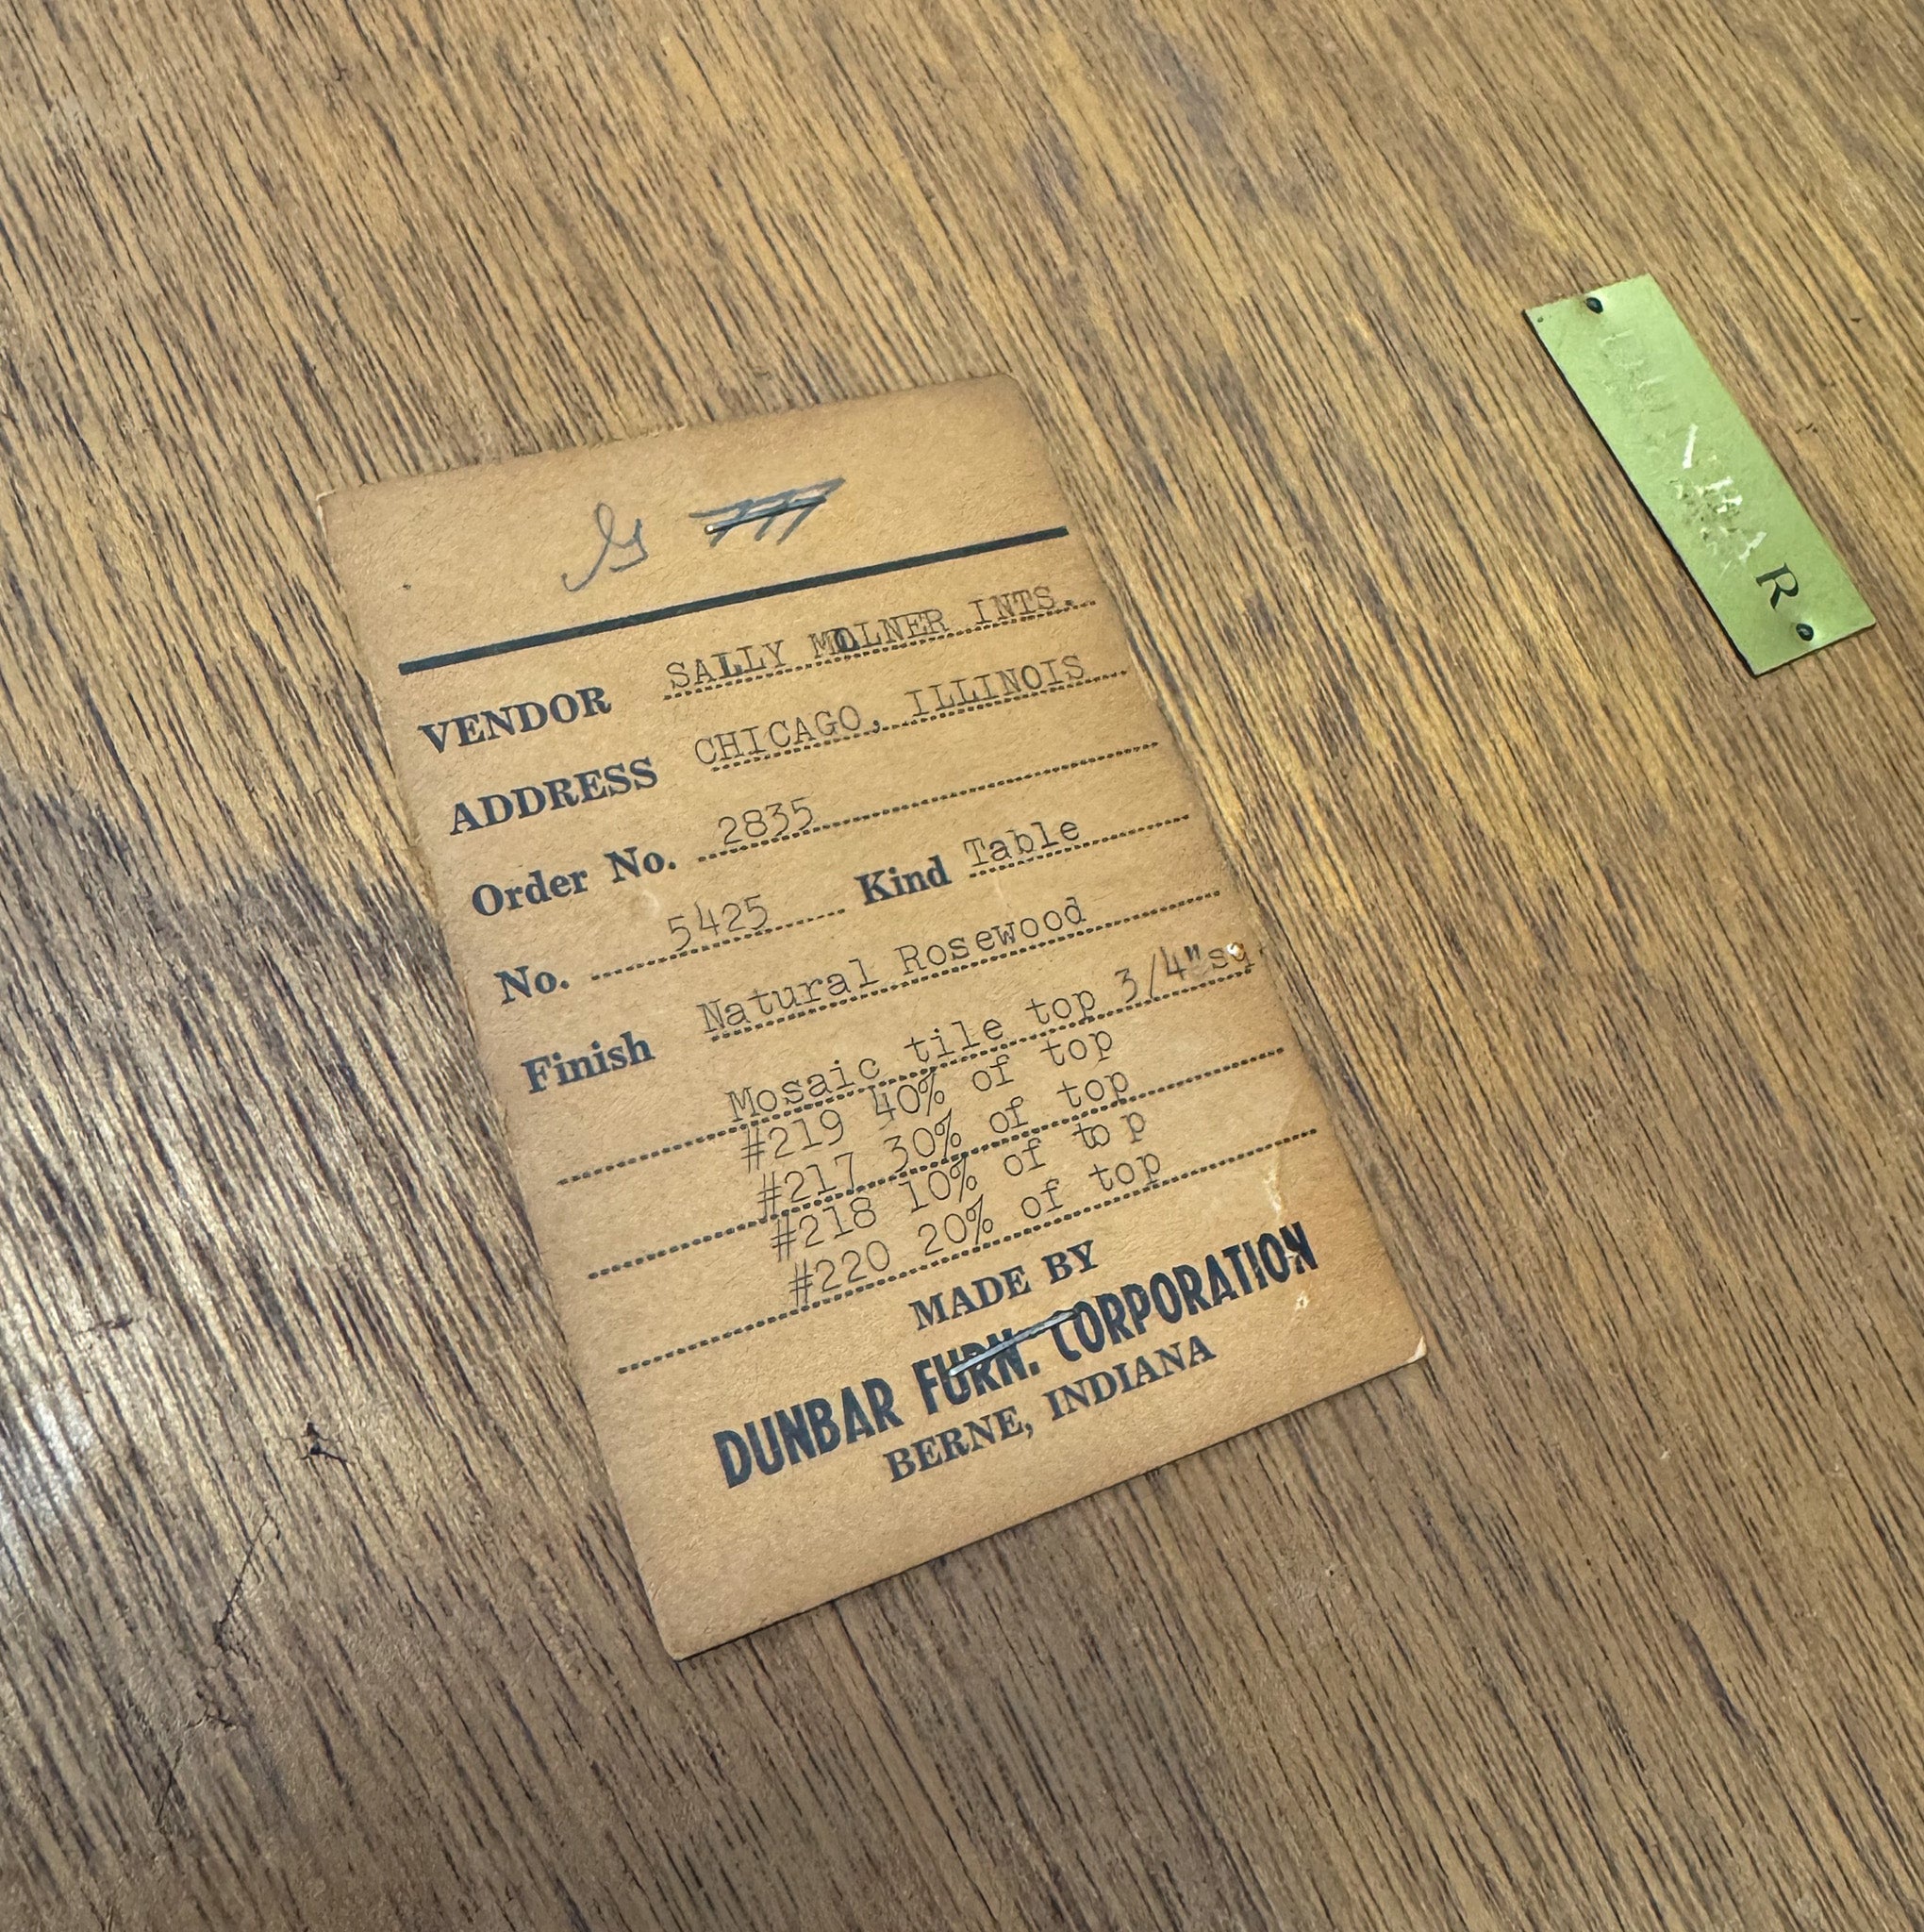 VENDOR SALLY MOLNER INTS.
ADDRESS CHICAGO, ILLINOIS
Order No. 2835
No. 5425 Kind Table
Finish Natural Rosewood
Mosaic tile top 3/4"sq.
#219 40% of top
#217 30% of top
#218 10% of to p
#220 20% of top
MADE BY
DUNBAR FURN. CORPORATION
BERNE, INDIANA